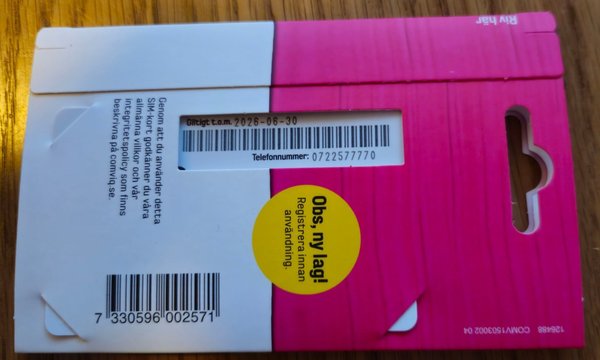 Riv här
Giltigt t.o.m. 2026-06-30
Telefonnummer: 0722577770
Genom att du använder detta
SIM-kort godkänner du våra
allmänna villkor och vår
integritetspolicy som finns
beskrivna på comviq.se.
Obs, ny lag!
Registrera innan
användning.
7 330596 002571
126488 COMV1503002 04